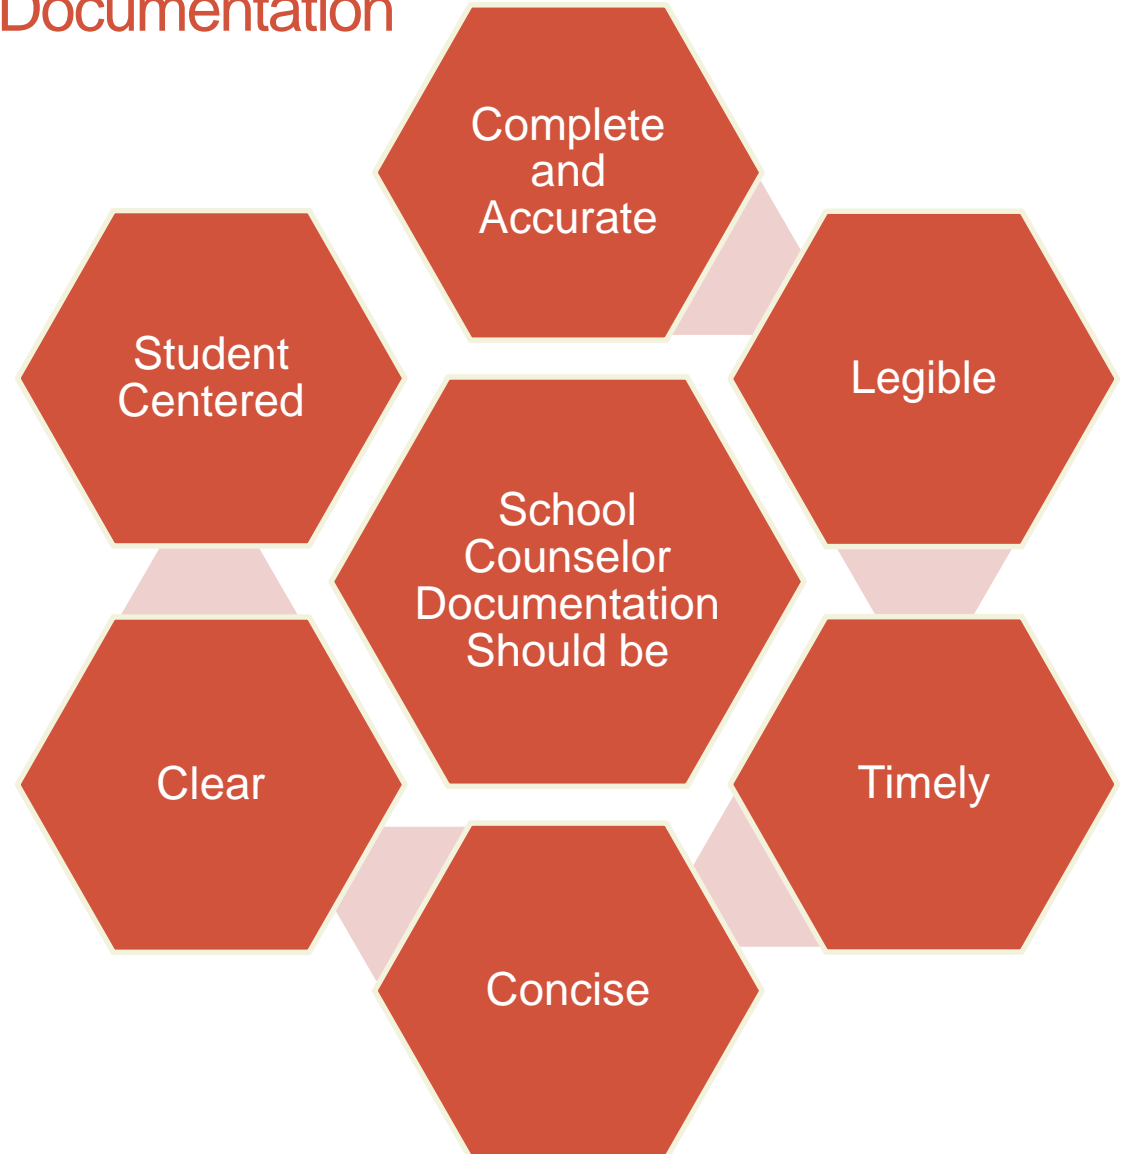 Documentation
Complete
and
Accurate
Legible
Timely
Concise
Clear
Student
Centered
School
Counselor
Documentation
Should be